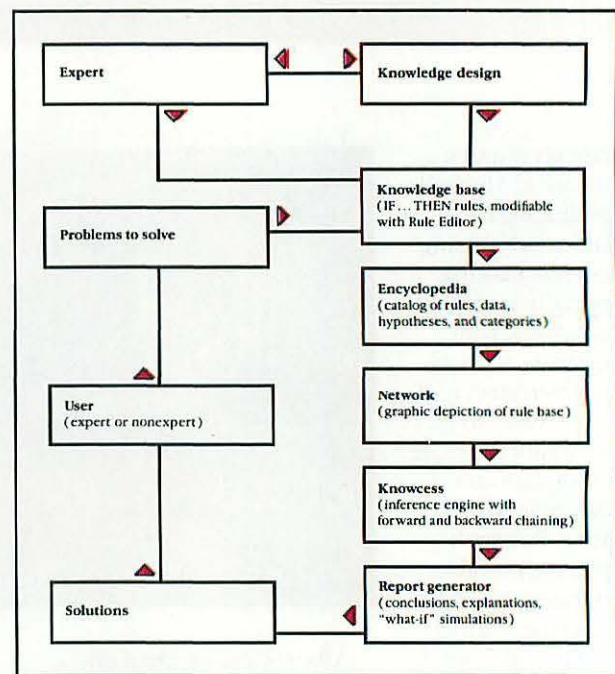 Expert
Knowledge design
Knowledge base
(IF... THEN rules, modifiable
with Rule Editor)
Problems to solve
Encyclopedia
(catalog of rules, data,
hypotheses, and categories)
Network
(graphic depiction of rule base)
User
(expert or nonexpert)
Knowcess
(inference engine with
forward and backward chaining)
Report generator
(conclusions, explanations,
"what-if" simulations)
Solutions